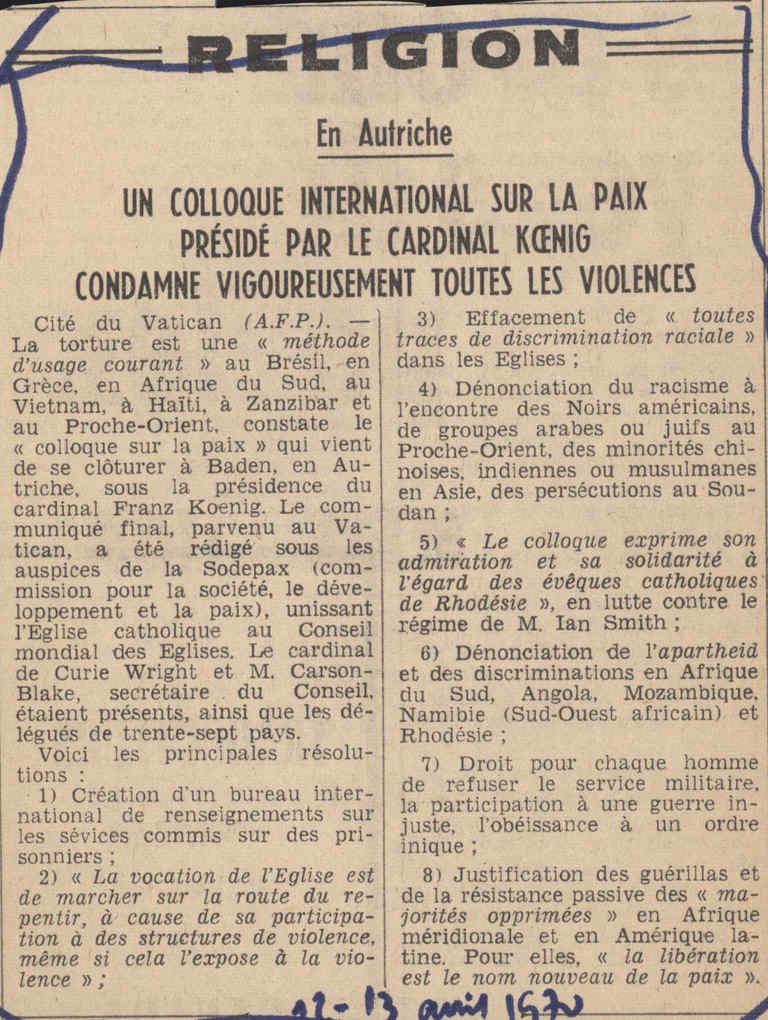 RELIGION
En Autriche
UN COLLOQUE INTERNATIONAL SUR LA PAIX
PRÉSIDÉ PAR LE CARDINAL KŒNIG
CONDAMNE VIGOUREUSEMENT TOUTES LES VIOLENCES
Cité du Vatican (A.F.P.). —
La torture est une « méthode
d'usage courant » au Brésil, en
Grèce, en Afrique du Sud, au
Vietnam, à Haïti, à Zanzibar et
au Proche-Orient, constate le
« colloque sur la paix » qui vient
de se clôturer à Baden, en Au-
triche, sous la présidence du
cardinal Franz Koenig. Le com-
muniqué final, parvenu au Va-
tican, a été rédigé sous les
auspices de la Sodepax (com-
mission pour la société, le déve-
loppement et la paix), unissant
l'Eglise catholique au Conseil
mondial des Eglises. Le cardinal
de Curie Wright et M. Carson-
Blake, secrétaire du Conseil,
étaient présents, ainsi que les dé-
légués de trente-sept pays.
Voici les principales résolu-
tions :
1) Création d'un bureau inter-
national de renseignements sur
les sévices commis sur des pri-
sonniers ;
2) « La vocation de l'Eglise est
de marcher sur la route du re-
pentir, à cause de sa participa-
tion à des structures de violence,
même si cela l'expose à la vio-
lence » ;
3) Effacement de « toutes
traces de discrimination raciale »
dans les Eglises ;
4) Dénonciation du racisme à
l'encontre des Noirs américains,
de groupes arabes ou juifs au
Proche-Orient, des minorités chi-
noises, indiennes ou musulmanes
en Asie, des persécutions au Sou-
dan ;
5) « Le colloque exprime son
admiration et sa solidarité à
l'égard des évêques catholiques
de Rhodésie », en lutte contre le
régime de M. Ian Smith ;
6) Dénonciation de l'apartheid
et des discriminations en Afrique
du Sud, Angola, Mozambique,
Namibie (Sud-Ouest africain) et
Rhodésie ;
7) Droit pour chaque homme
de refuser le service militaire,
la participation à une guerre in-
juste, l'obéissance à un ordre
inique ;
8) Justification des guérillas et
de la résistance passive des « ma-
jorités opprimées » en Afrique
méridionale et en Amérique la-
tine. Pour elles, « la libération
est le nom nouveau de la paix ».
12-13 avril 1970